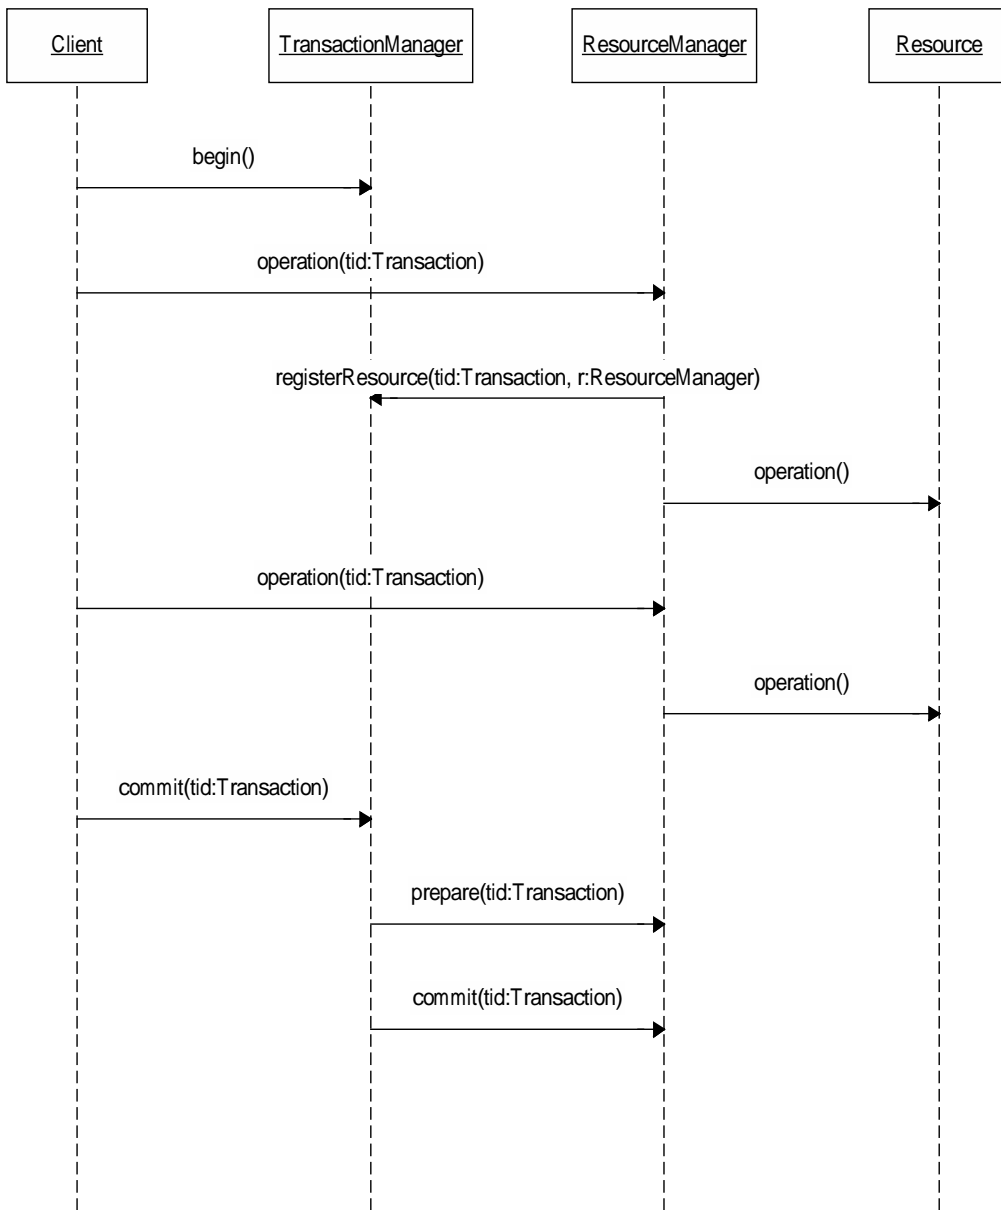 Client
TransactionManager
ResourceManager
Resource
begin()
operation(tid:Transaction)
registerResource(tid:Transaction, r:ResourceManager)
operation()
operation(tid:Transaction)
operation()
commit(tid:Transaction)
prepare(tid:Transaction)
commit(tid:Transaction)